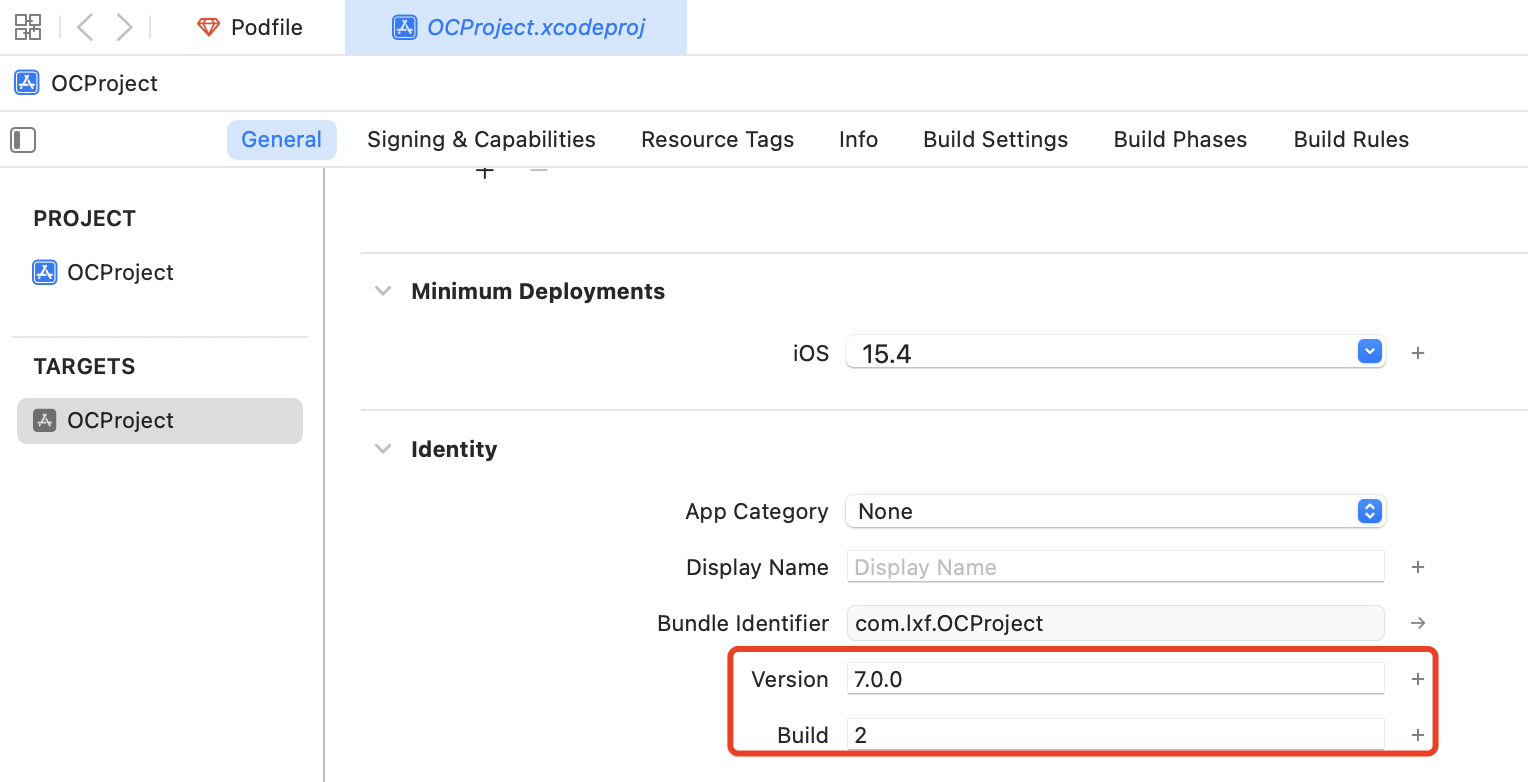 Podfile OCProject.xcodeproj
OCProject
General Signing & Capabilities Resource Tags Info Build Settings Build Phases Build Rules
PROJECT
OCProject
TARGETS
OCProject
Minimum Deployments
iOS 15.4
Identity
App Category None
Display Name Display Name
Bundle Identifier com.lxf.OCProject
Version 7.0.0
Build 2